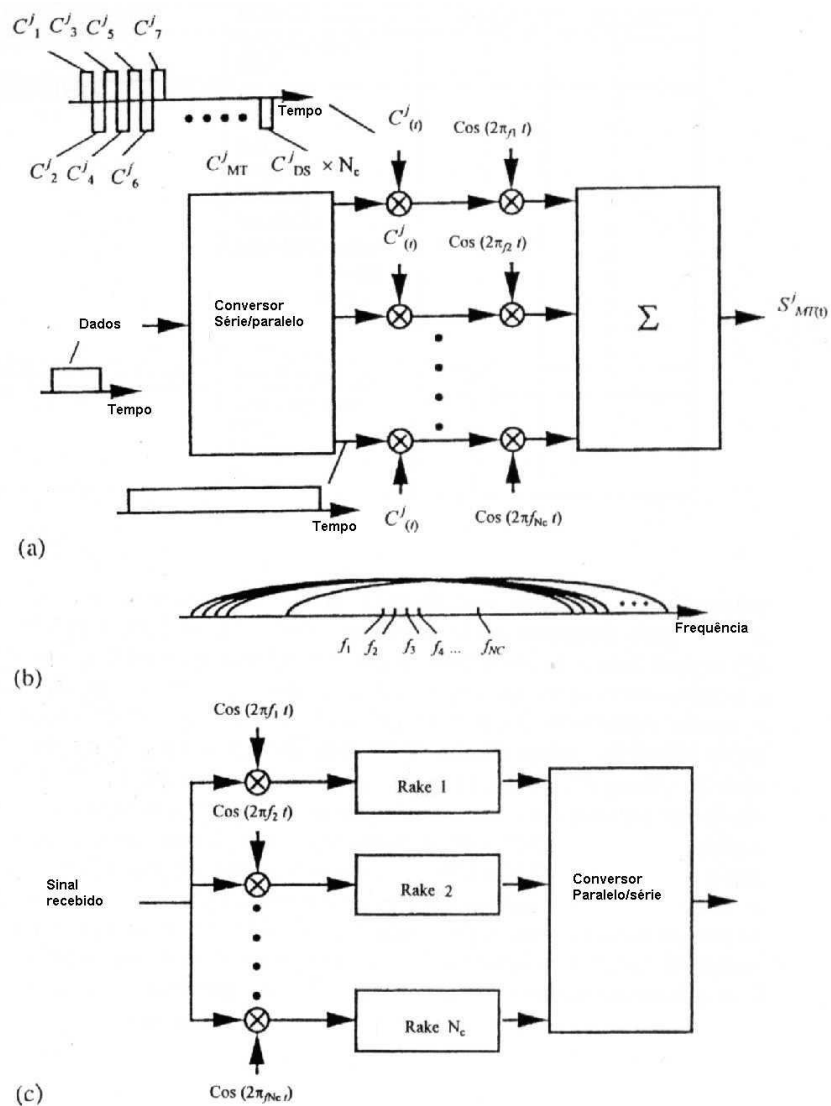 C^j_1 C^j_3 C^j_5 C^j_7
Tempo
C^j_2 C^j_4 C^j_6
C^j_MT C^j_DS × N_c
C^j_(t) Cos (2π_f1 t)
C^j_(t) Cos (2π_f2 t)
Conversor
Série/paralelo
Σ
S^j_MT(t)
Dados
Tempo
Tempo
C^j_(t) Cos (2πf_Nc t)
(a)
Frequência
f_1 f_2 f_3 f_4 ... f_NC
(b)
Cos (2πf_1 t)
Rake 1
Cos (2πf_2 t)
Sinal
recebido
Rake 2
Conversor
Paralelo/série
Rake N_c
Cos (2π_fNc t)
(c)